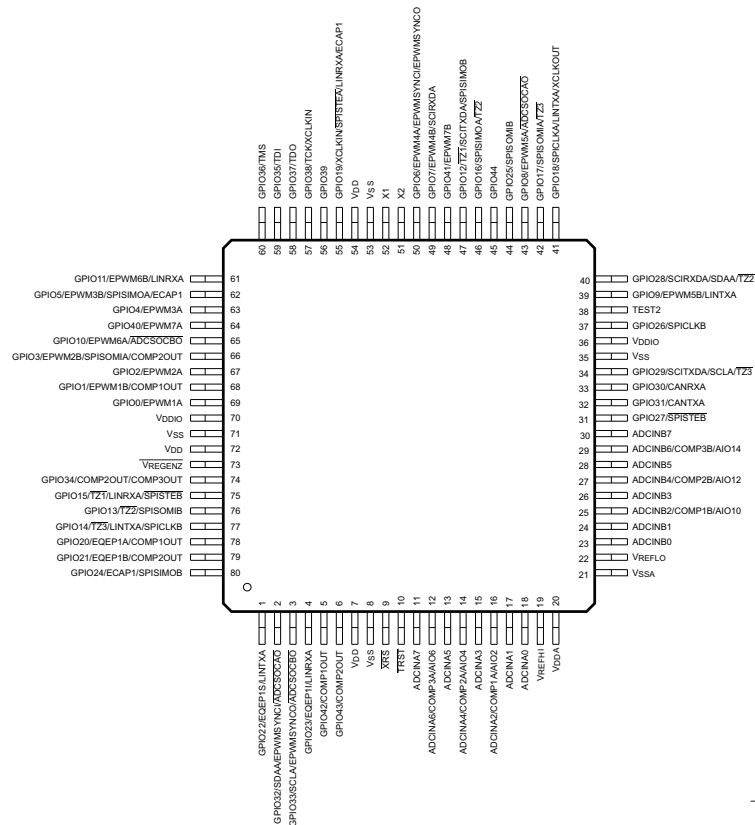 GPIO36/TMS
GPIO35/TDI
GPIO37/TDO
GPIO38/TCK/XCLKIN
GPIO39
GPIO19/XCLKIN/SPISTEA/LINRXA/ECAP1
VDD
VSS
X1
X2
GPIO6/EPWM4A/EPWMSYNCI/EPWMSYNCO
GPIO7/EPWM4B/SCIRXDA
GPIO41/EPWM7B
GPIO12/TZ1/SCITXDA/SPISIMOB
GPIO16/SPISIMOA/TZ2
GPIO44
GPIO25/SPISOMIB
GPIO8/EPWM5A/ADCSOCAO
GPIO17/SPISOMIA/TZ3
GPIO18/SPICLKA/LINTXA/XCLKOUT
60 59 58 57 56 55 54 53 52 51 50 49 48 47 46 45 44 43 42 41
GPIO11/EPWM6B/LINRXA 61
GPIO5/EPWM3B/SPISIMOA/ECAP1 62
GPIO4/EPWM3A 63
GPIO40/EPWM7A 64
GPIO10/EPWM6A/ADCSOCBO 65
GPIO3/EPWM2B/SPISOMIA/COMP2OUT 66
GPIO2/EPWM2A 67
GPIO1/EPWM1B/COMP1OUT 68
GPIO0/EPWM1A 69
VDDIO 70
VSS 71
VDD 72
VREGENZ 73
GPIO34/COMP2OUT/COMP3OUT 74
GPIO15/TZ1/LINRXA/SPISTEB 75
GPIO13/TZ2/SPISOMIB 76
GPIO14/TZ3/LINTXA/SPICLKB 77
GPIO20/EQEP1A/COMP1OUT 78
GPIO21/EQEP1B/COMP2OUT 79
GPIO24/ECAP1/SPISIMOB 80
40 GPIO28/SCIRXDA/SDAA/TZ2
39 GPIO9/EPWM5B/LINTXA
38 TEST2
37 GPIO26/SPICLKB
36 VDDIO
35 VSS
34 GPIO29/SCITXDA/SCLA/TZ3
33 GPIO30/CANRXA
32 GPIO31/CANTXA
31 GPIO27/SPISTEB
30 ADCINB7
29 ADCINB6/COMP3B/AIO14
28 ADCINB5
27 ADCINB4/COMP2B/AIO12
26 ADCINB3
25 ADCINB2/COMP1B/AIO10
24 ADCINB1
23 ADCINB0
22 VREFLO
21 VSSA
1 2 3 4 5 6 7 8 9 10 11 12 13 14 15 16 17 18 19 20
GPIO22/EQEP1S/LINTXA
GPIO32/SDAA/EPWMSYNCI/ADCSOCAO
GPIO33/SCLA/EPWMSYNCO/ADCSOCBO
GPIO23/EQEP1I/LINRXA
GPIO42/COMP1OUT
GPIO43/COMP2OUT
VDD
VSS
XRS
TRST
ADCINA7
ADCINA6/COMP3A/AIO6
ADCINA5
ADCINA4/COMP2A/AIO4
ADCINA3
ADCINA2/COMP1A/AIO2
ADCINA1
ADCINA0
VREFHI
VDDA